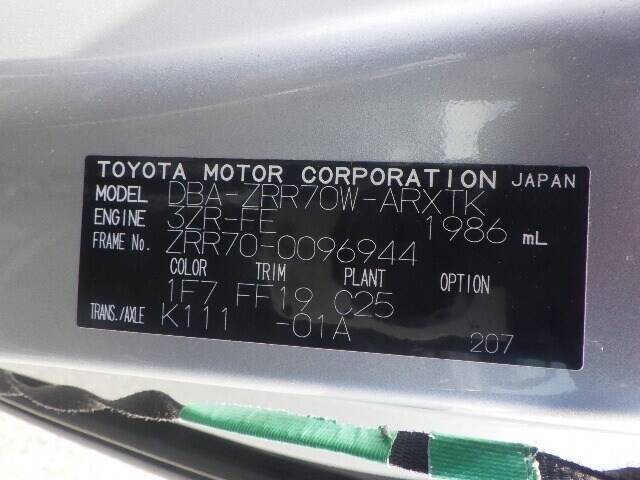 TOYOTA MOTOR CORPORATION JAPAN
MODEL DBA-ZRR70W-ARXTK
ENGINE 3ZR-FE 1986 mL
FRAME No. ZRR70-0096944
COLOR TRIM PLANT OPTION
1F7 FF19 C25
TRANS./AXLE K111 -01A 207